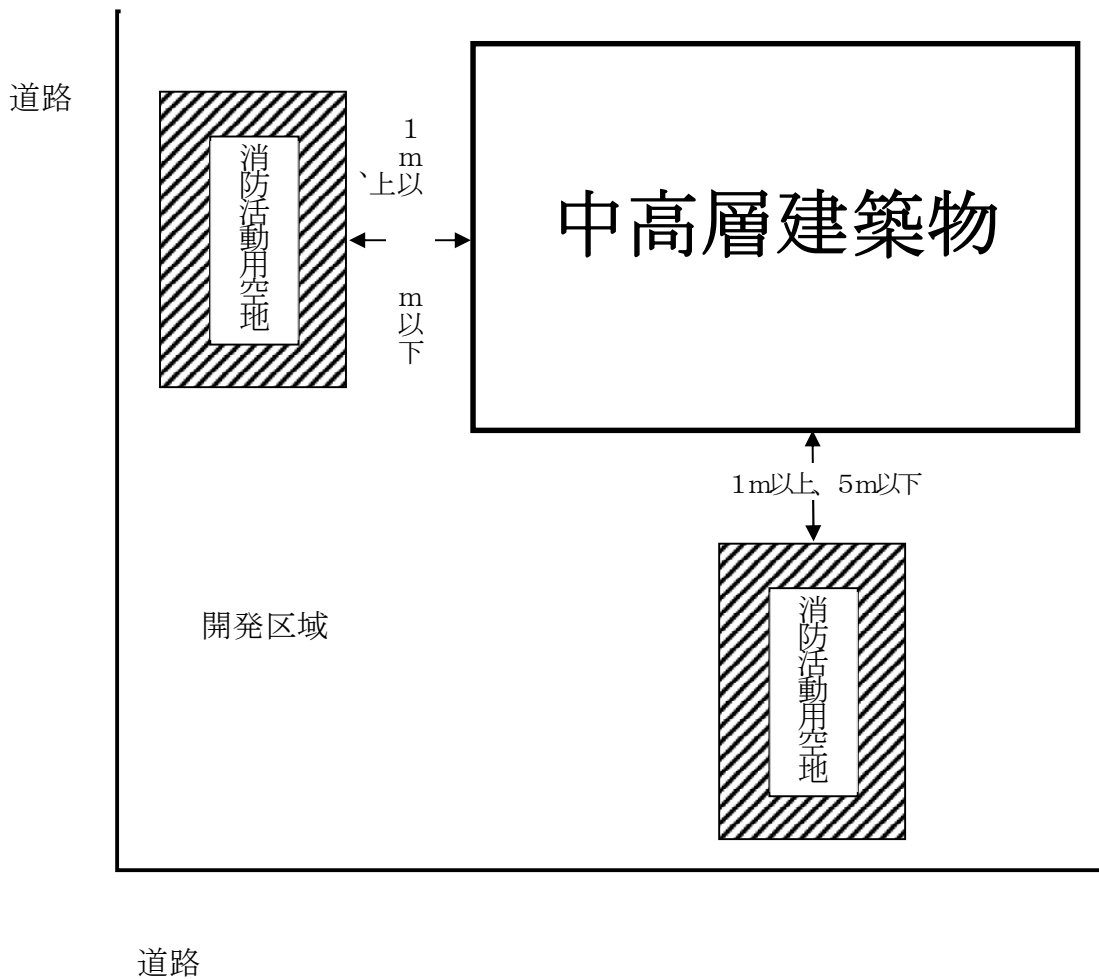 道路
消防活動用空地
1m以
上、
m以下
中高層建築物
1m以上、5m以下
開発区域
消防活動用空地
道路